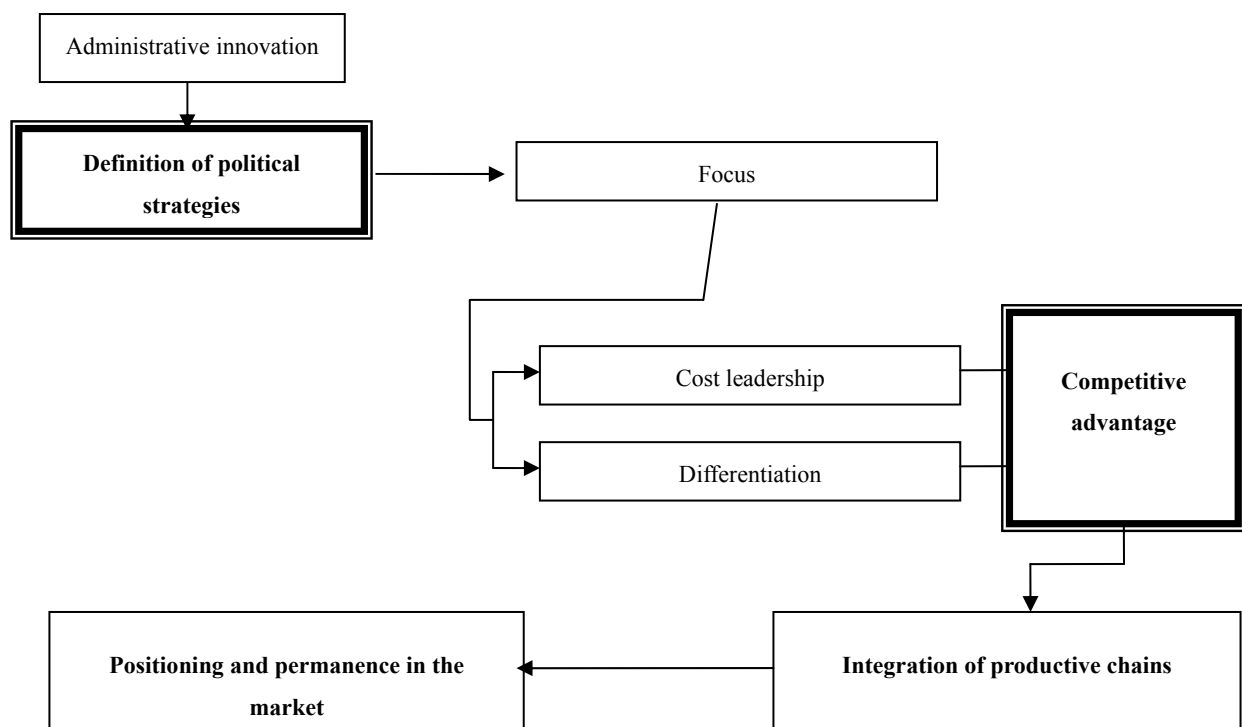 Administrative innovation
Definition of political
strategies
Focus
Cost leadership
Differentiation
Competitive
advantage
Integration of productive chains
Positioning and permanence in the
market